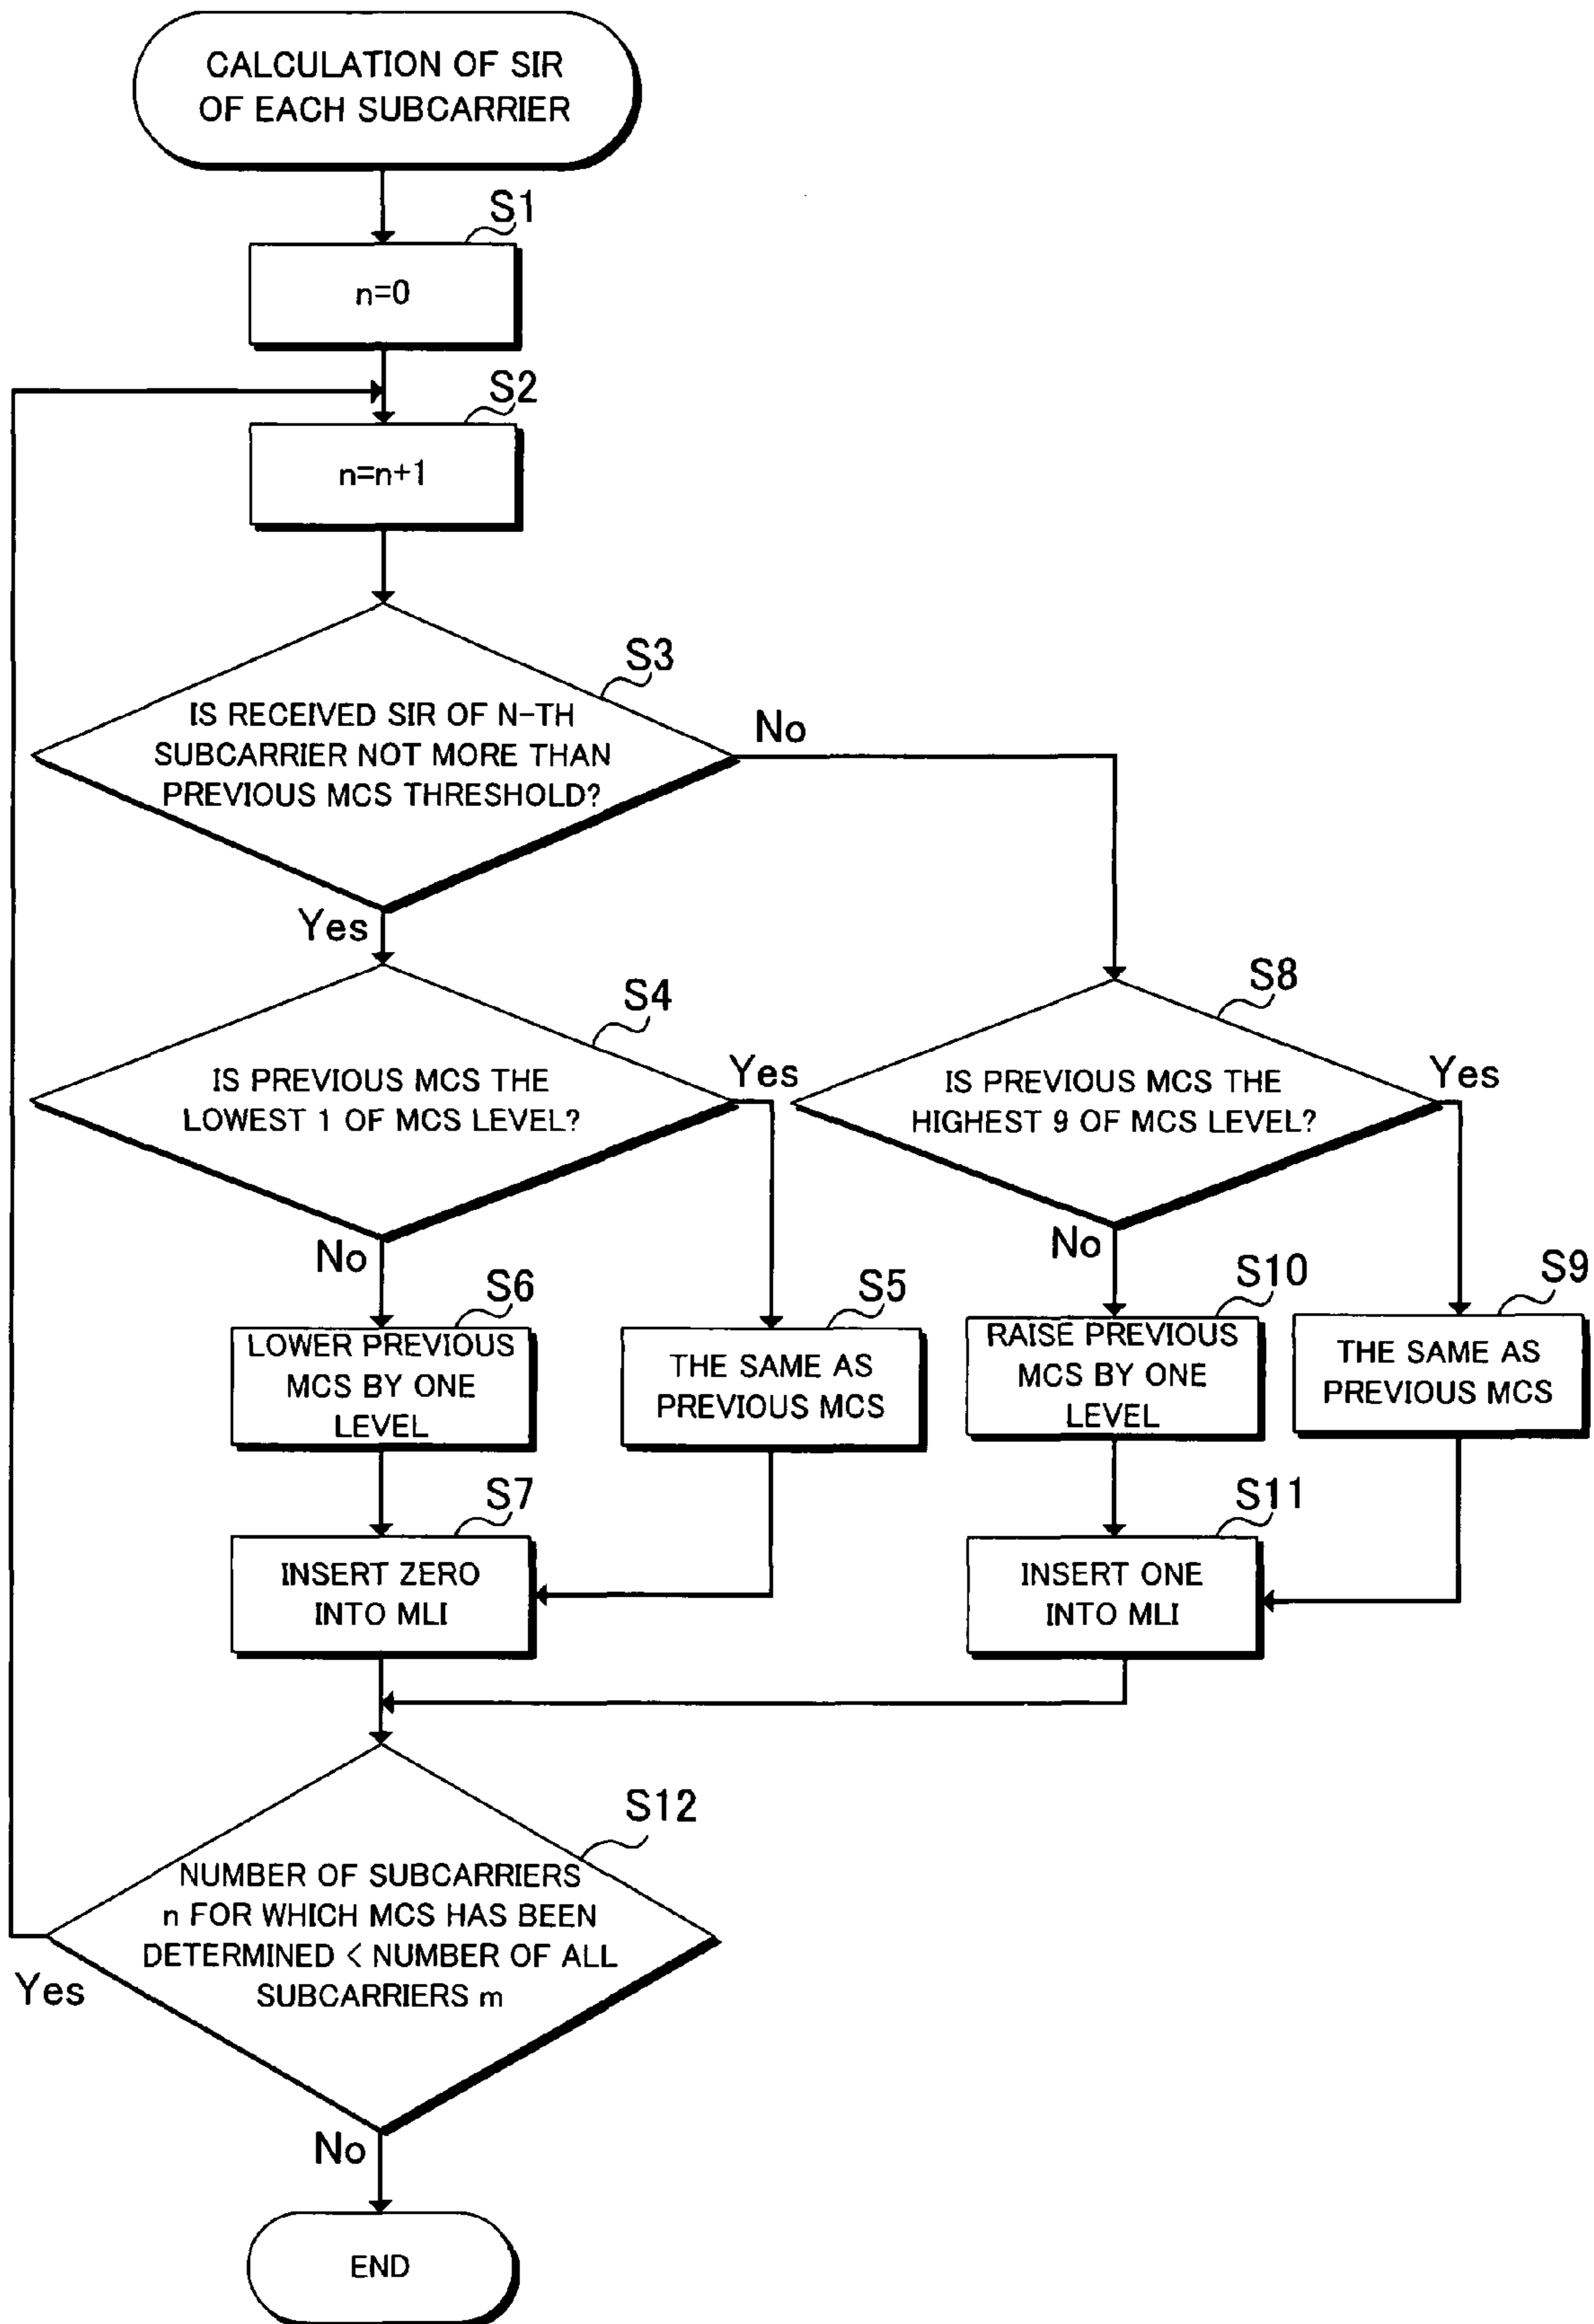 CALCULATION OF SIR
OF EACH SUBCARRIER
S1
n=0
S2
n=n+1
S3
IS RECEIVED SIR OF N-TH
SUBCARRIER NOT MORE THAN
PREVIOUS MCS THRESHOLD?
No
Yes
S4
IS PREVIOUS MCS THE
LOWEST 1 OF MCS LEVEL?
Yes
No
S8
IS PREVIOUS MCS THE
HIGHEST 9 OF MCS LEVEL?
Yes
No
S6
LOWER PREVIOUS
MCS BY ONE
LEVEL
S5
THE SAME AS
PREVIOUS MCS
S10
RAISE PREVIOUS
MCS BY ONE
LEVEL
S9
THE SAME AS
PREVIOUS MCS
S7
INSERT ZERO
INTO MLI
S11
INSERT ONE
INTO MLI
S12
NUMBER OF SUBCARRIERS
n FOR WHICH MCS HAS BEEN
DETERMINED < NUMBER OF ALL
SUBCARRIERS m
Yes
No
END